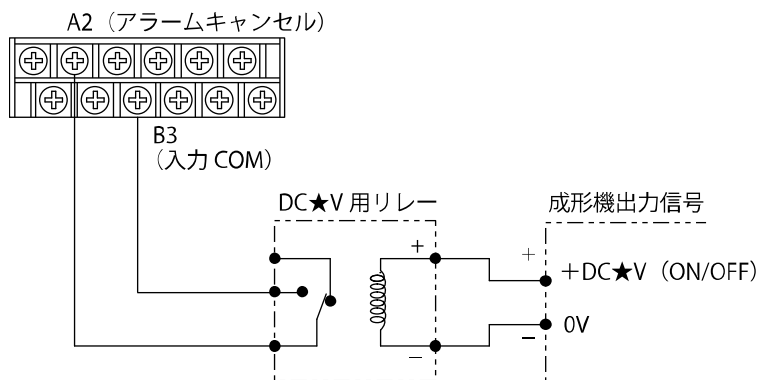 A2（アラームキャンセル）
B3
（入力 COM）
DC★V 用リレー
成形機出力信号
+
+
＋DC★V（ON/OFF）
0V
−
−